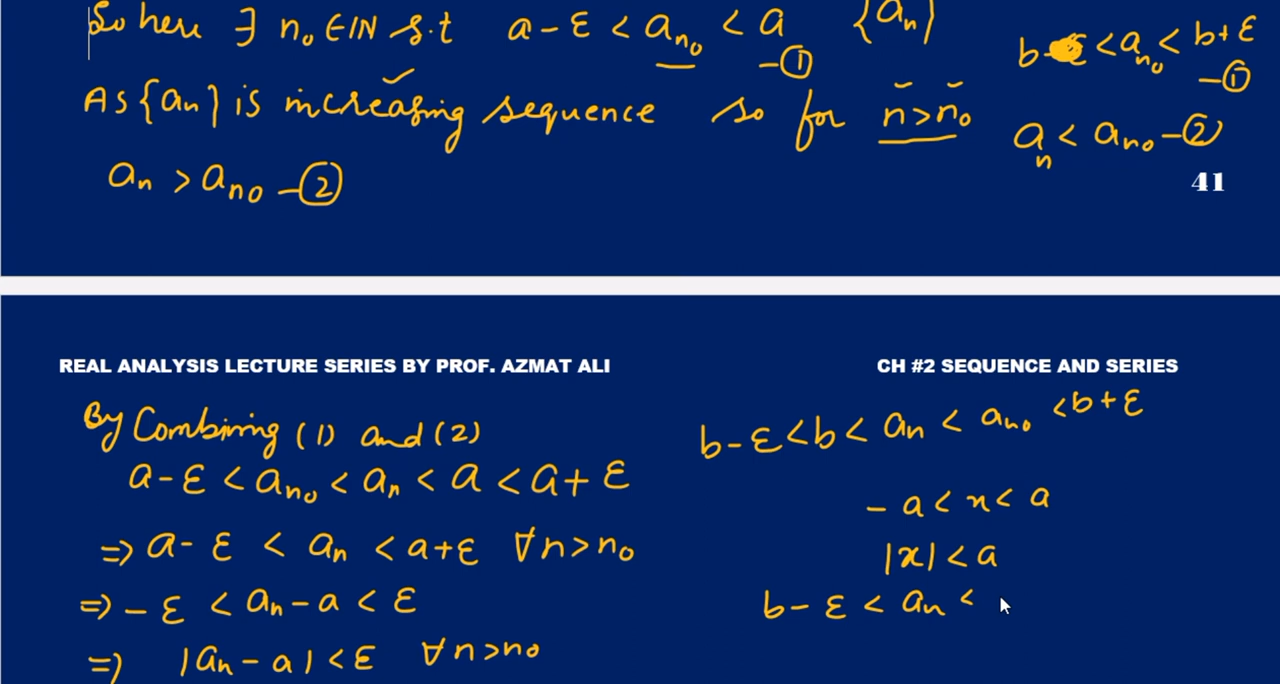 So here ∃ n₀ ∈ IN s.t a - ε < aₙ₀ < a -① {an}
b - ε < aₙ₀ < b + ε -①
As {an} is increasing sequence so for n > n₀
an < aₙ₀ -②
an > aₙ₀ -②
41
REAL ANALYSIS LECTURE SERIES BY PROF. AZMAT ALI CH #2 SEQUENCE AND SERIES
By Combining (1) and (2)
a - ε < aₙ₀ < an < a < a + ε
⇒ a - ε < an < a + ε ∀ n > n₀
⇒ - ε < an - a < ε
⇒ |an - a| < ε ∀ n > n₀
b - ε < b < an < aₙ₀ < b + ε
- a < x < a
|x| < a
b - ε < an <